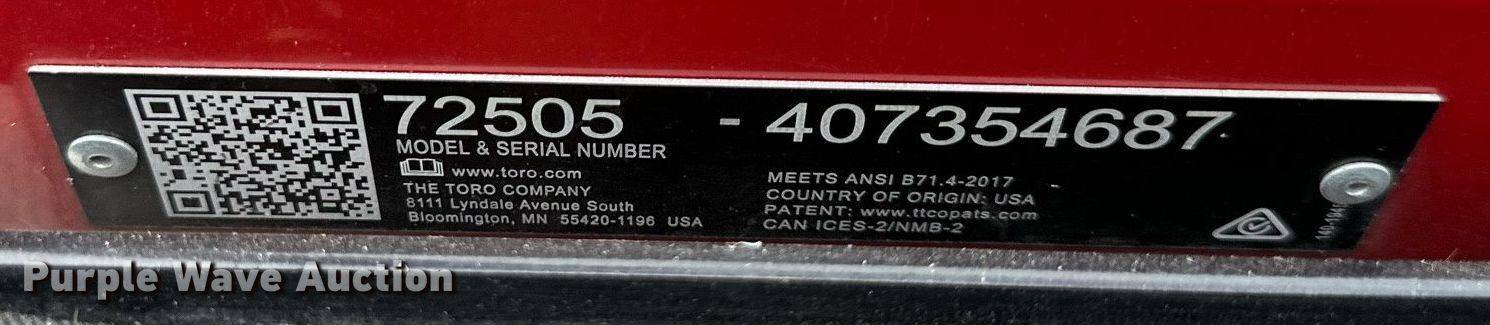 72505 - 407354687
MODEL & SERIAL NUMBER
www.toro.com
THE TORO COMPANY
8111 Lyndale Avenue South
Bloomington, MN 55420-1196 USA
MEETS ANSI B71.4-2017
COUNTRY OF ORIGIN: USA
PATENT: www.ttcopats.com
CAN ICES-2/NMB-2
Purple Wave Auction